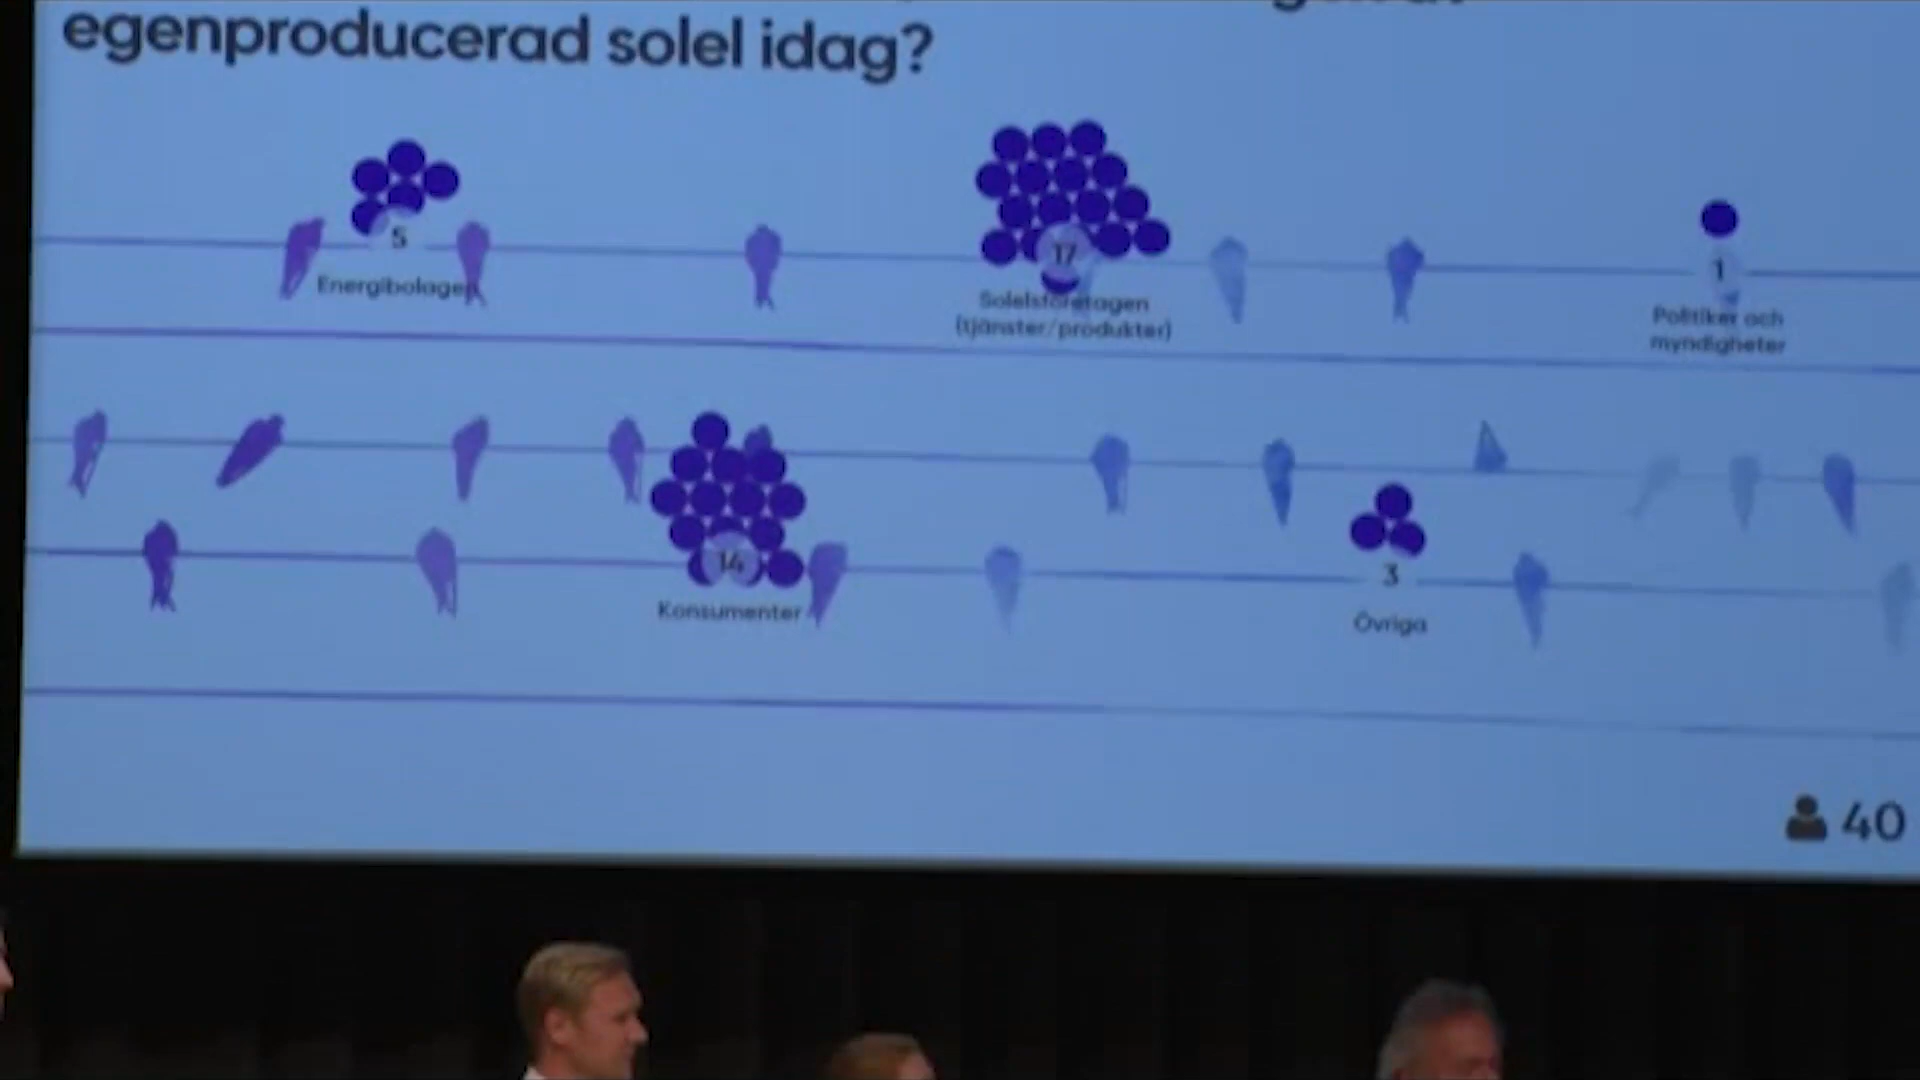 egenproducerad solel idag?
5
Energibolagen
17
Solelsföretagen
(tjänster/produkter)
1
Politiker och
myndigheter
14
Konsumenter
3
Övriga
40